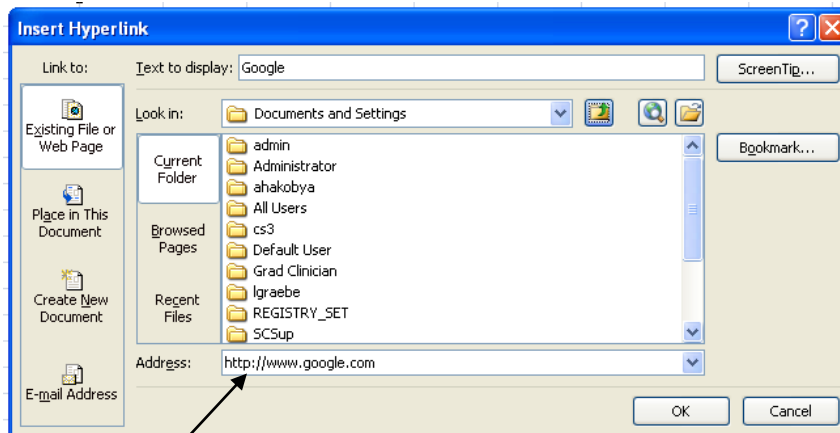 Insert Hyperlink
Link to:
Text to display: Google
ScreenTip...
Existing File or
Web Page
Look in: Documents and Settings
Bookmark...
Current
Folder
admin
Administrator
ahakobya
All Users
cs3
Default User
Grad Clinician
lgraebe
REGISTRY_SET
SCSup
Place in This
Document
Browsed
Pages
Create New
Document
Recent
Files
E-mail Address
Address: http://www.google.com
OK
Cancel